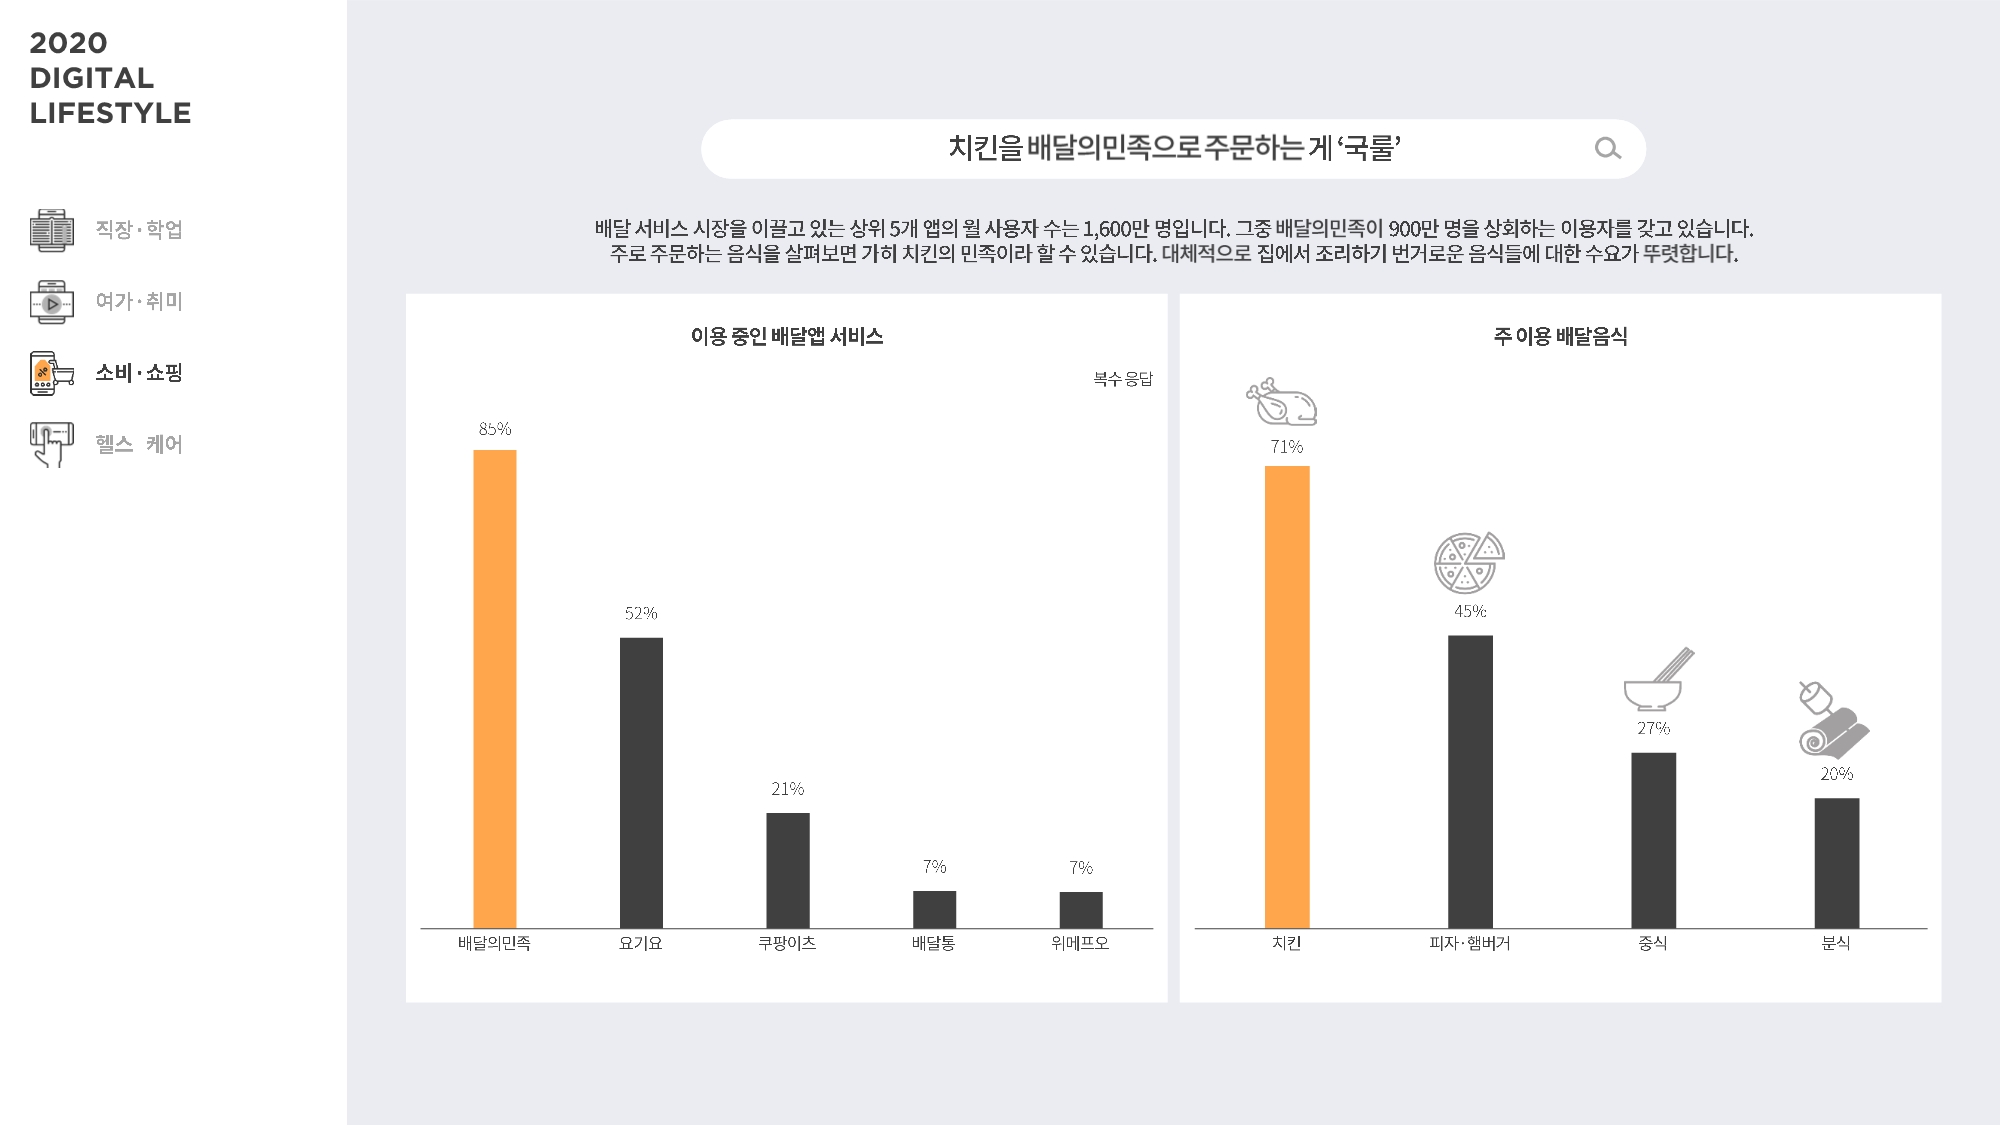 2020
DIGITAL
LIFESTYLE
직장·학업
여가·취미
소비·쇼핑
헬스 케어
치킨을 배달의민족으로 주문하는 게 ‘국룰’
배달 서비스 시장을 이끌고 있는 상위 5개 앱의 월 사용자 수는 1,600만 명입니다. 그중 배달의민족이 900만 명을 상회하는 이용자를 갖고 있습니다.
주로 주문하는 음식을 살펴보면 가히 치킨의 민족이라 할 수 있습니다. 대체적으로 집에서 조리하기 번거로운 음식들에 대한 수요가 뚜렷합니다.
이용 중인 배달앱 서비스
복수 응답
85%
52%
21%
7%
7%
배달의민족
요기요
쿠팡이츠
배달통
위메프오
주 이용 배달음식
71%
45%
27%
20%
치킨
피자·햄버거
중식
분식